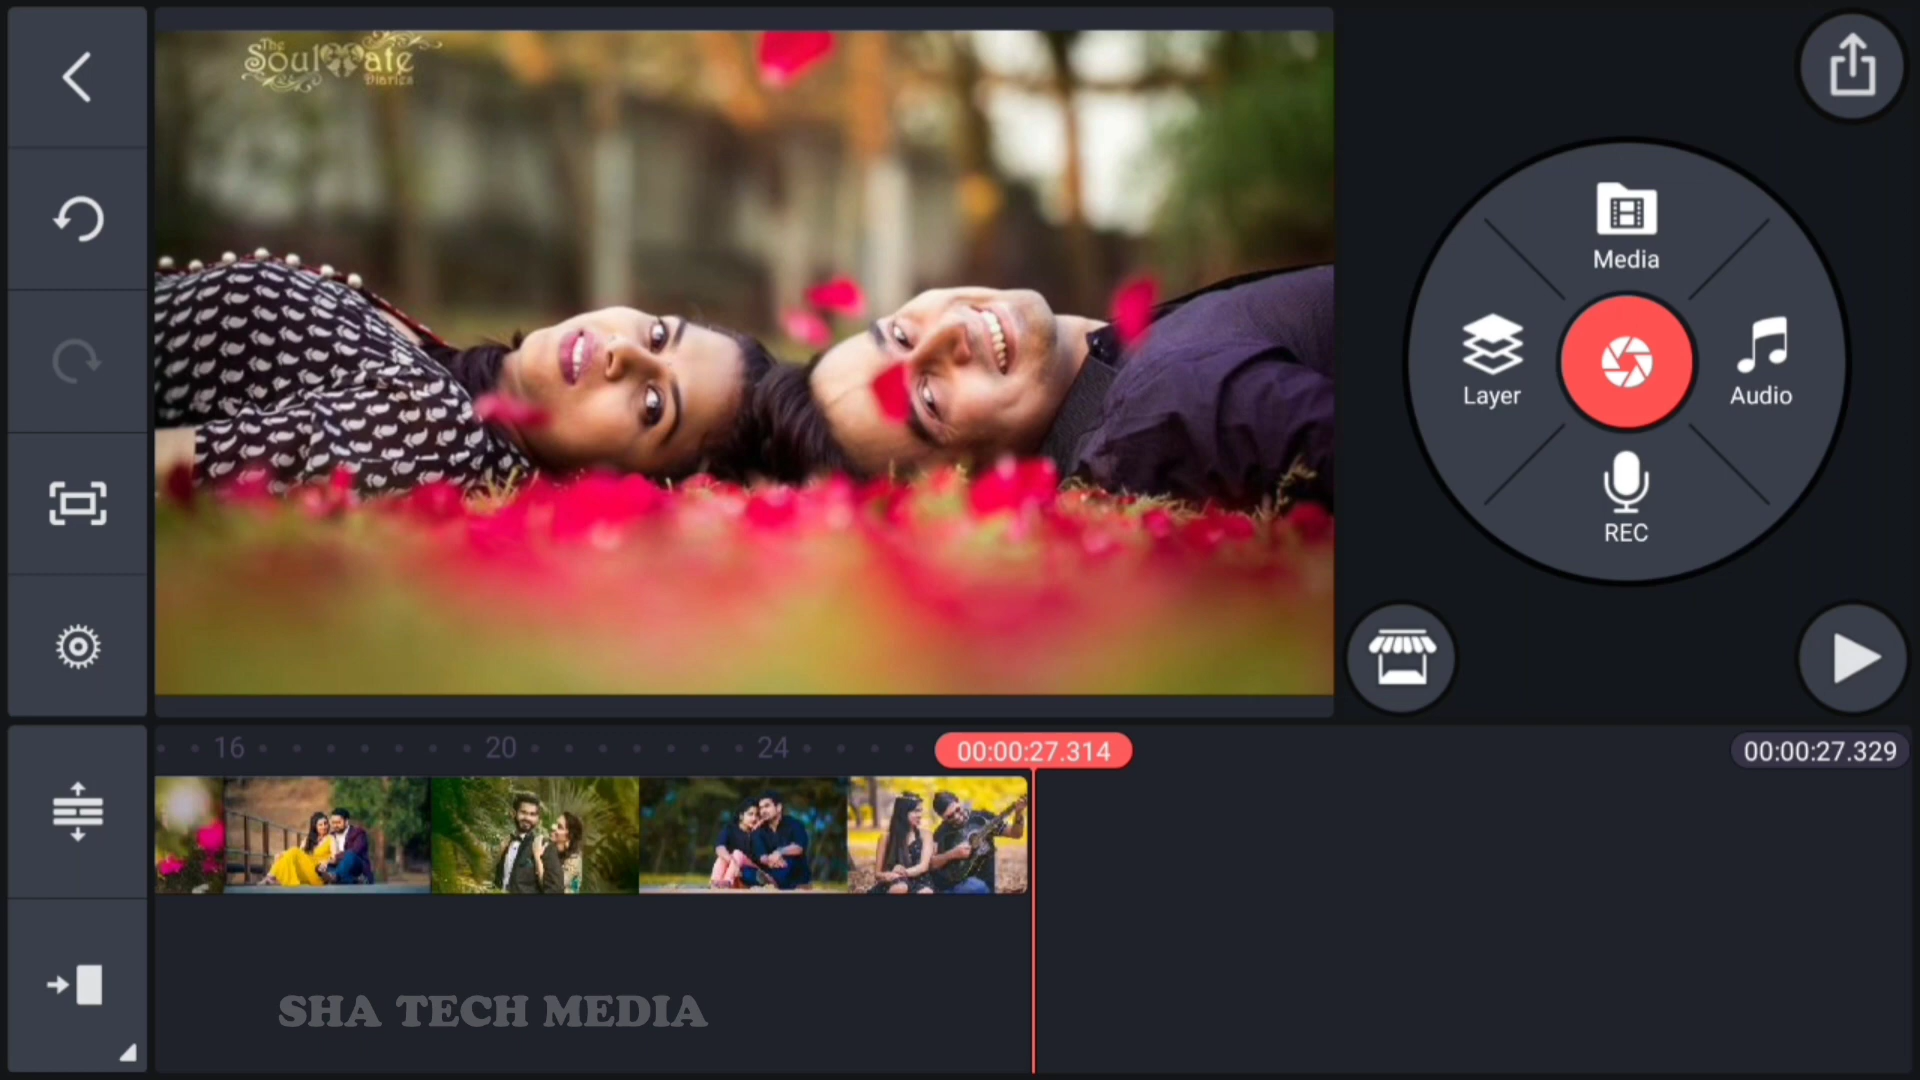 The
Soulmate
Diaries
Media
Layer
Audio
REC
16
20
24
00:00:27.314
00:00:27.329
SHA TECH MEDIA